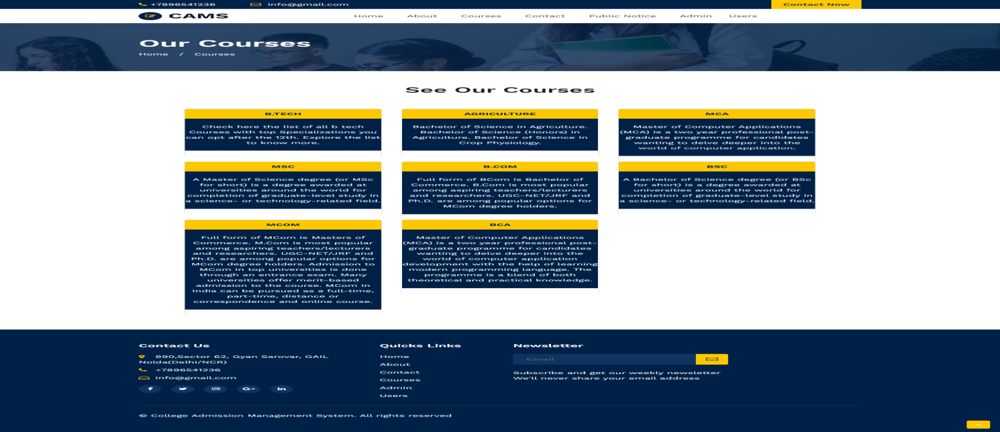 +7896541236
info@gmail.com
Contact Now
CAMS
Home About Courses Contact Public Notice Admin Users
Our Courses
Home / Courses
See Our Courses
B.TECH
Check here the list of all b tech
Courses with top Specializations you
can opt after the 12th. Explore the list
to know more.
AGRICULTURE
Bachelor of Science in Agriculture.
Bachelor of Science (Honors) in
Agriculture. Bachelor of Science in
Crop Physiology.
MCA
Master of Computer Applications
(MCA) is a two year professional post-
graduate programme for candidates
wanting to delve deeper into the
world of computer application.
MSC
A Master of Science degree (or MSc
for short) is a degree awarded at
universities around the world for
completion of graduate-level study in
a science- or technology-related field.
B.COM
Full form of BCom is Bachelor of
Commerce. B.Com is most popular
among aspiring teachers/lecturers
and researchers. UGC-NET/JRF and
Ph.D. are among popular options for
MCom degree holders.
BSC
A Bachelor of Science degree (or BSc
for short) is a degree awarded at
universities around the world for
completion of graduate-level study in
a science- or technology-related field.
MCOM
Full form of MCom is Masters of
Commerce. M.Com is most popular
among aspiring teachers/lecturers
and researchers. UGC-NET/JRF and
Ph.D. are among popular options for
MCom degree holders. Admission to
MCom in top universities is done
through an entrance exam. Many
universities offer merit-based
admission to the course. MCom in
India can be pursued as a full-time,
part-time, distance or
correspondence and online course.
BCA
Master of Computer Applications
(MCA) is a two year professional post-
graduate programme for candidates
wanting to delve deeper into the
world of computer application
development with the help of learning
modern programming language. The
programme is a blend of both
theoretical and practical knowledge.
Contact Us
890,Sector 62, Gyan Sarovar, GAIL
Noida(Delhi/NCR)
+7896541236
info@gmail.com
Quicks Links
Home
About
Contact
Courses
Admin
Users
Newsletter
Email
Subscribe and get our weekly newsletter
We'll never share your email address
© College Admission Management System. All rights reserved